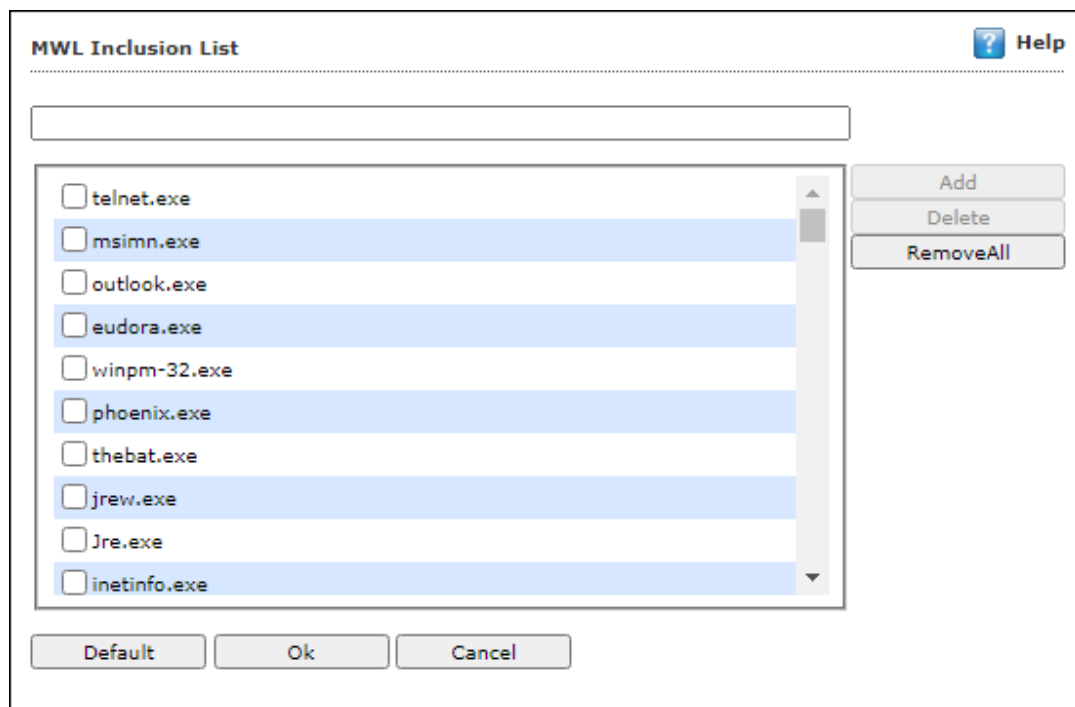 MWL Inclusion List
? Help
telnet.exe
Add
msimn.exe
Delete
outlook.exe
RemoveAll
eudora.exe
winpm-32.exe
phoenix.exe
thebat.exe
jrew.exe
Jre.exe
inetinfo.exe
Default Ok Cancel